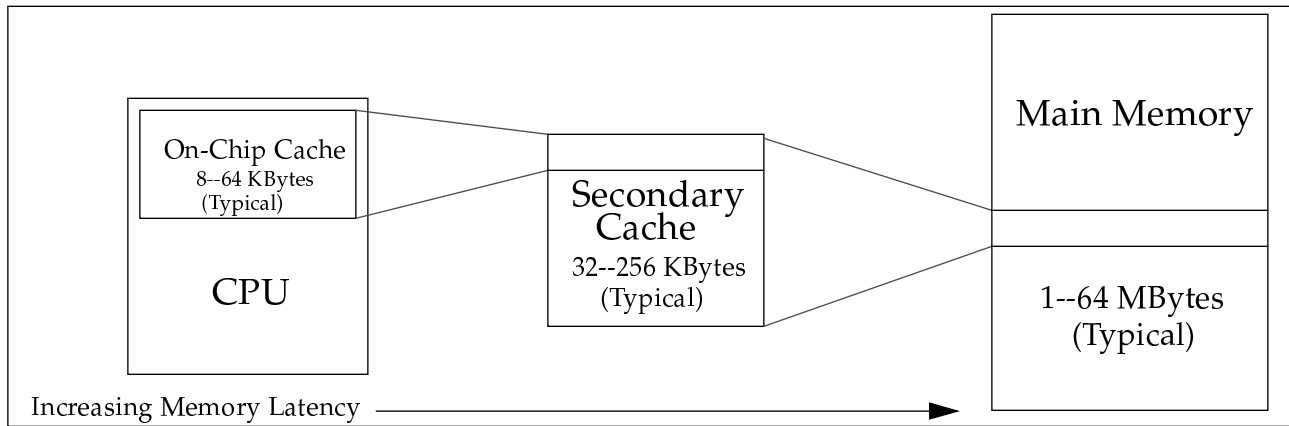 On-Chip Cache
8--64 KBytes
(Typical)
CPU
Secondary
Cache
32--256 KBytes
(Typical)
Main Memory
1--64 MBytes
(Typical)
Increasing Memory Latency